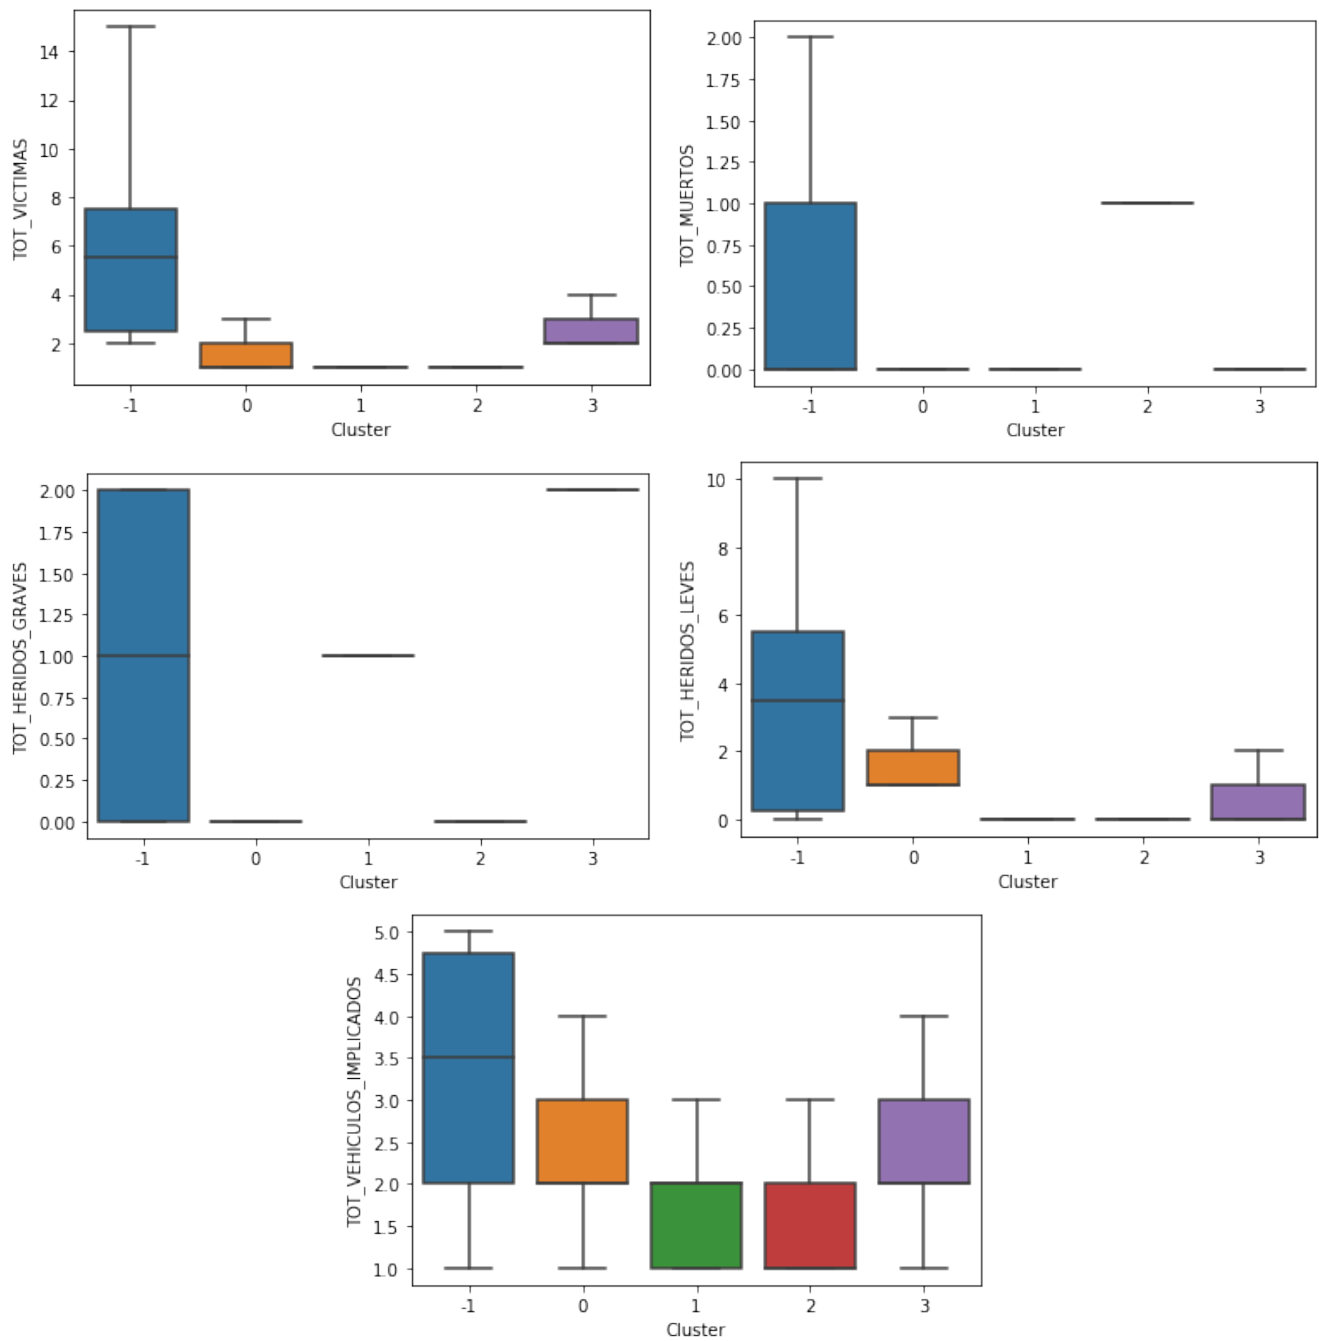 14
12
10
8
6
4
2
TOT_VICTIMAS
-1 0 1 2 3
Cluster
2.00
1.75
1.50
1.25
1.00
0.75
0.50
0.25
0.00
TOT_MUERTOS
-1 0 1 2 3
Cluster
2.00
1.75
1.50
1.25
1.00
0.75
0.50
0.25
0.00
TOT_HERIDOS_GRAVES
-1 0 1 2 3
Cluster
10
8
6
4
2
0
TOT_HERIDOS_LEVES
-1 0 1 2 3
Cluster
5.0
4.5
4.0
3.5
3.0
2.5
2.0
1.5
1.0
TOT_VEHICULOS_IMPLICADOS
-1 0 1 2 3
Cluster